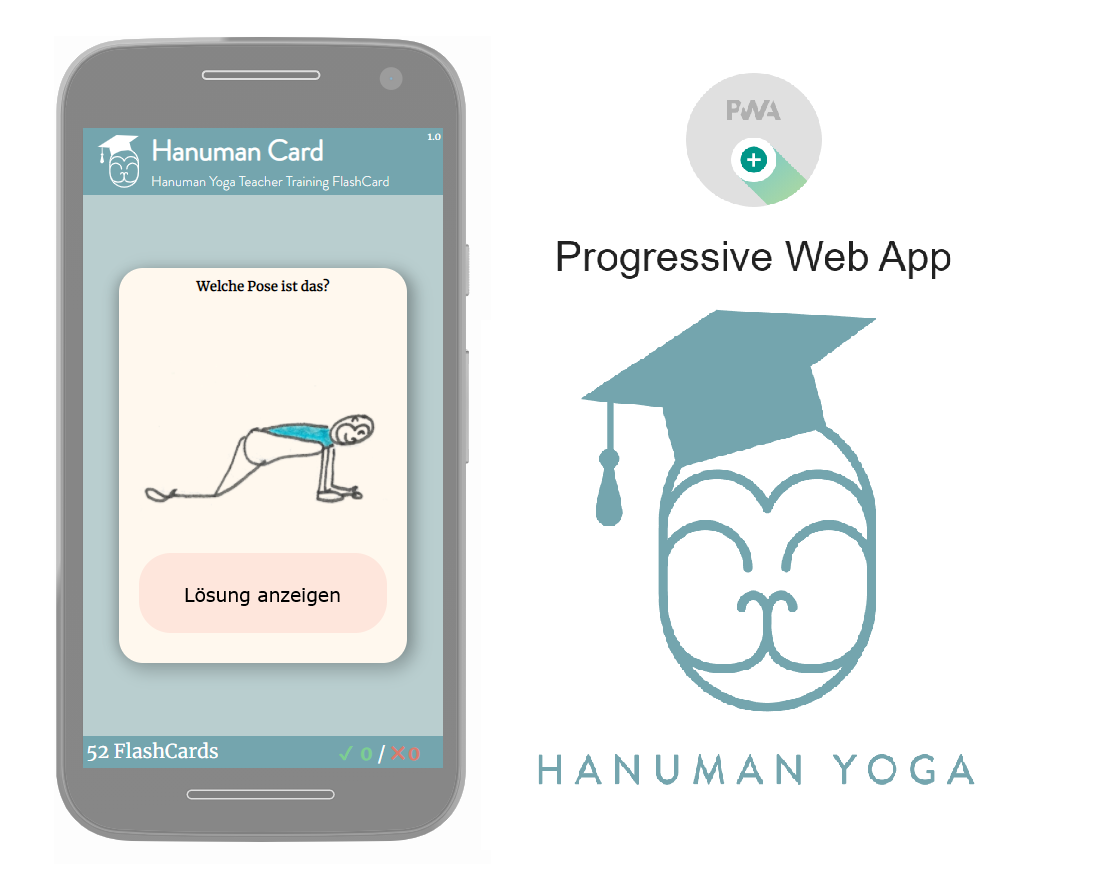 Hanuman Card
1.0
Hanuman Yoga Teacher Training FlashCard
Welche Pose ist das?
Lösung anzeigen
52 FlashCards
✓ 0 / ✕ 0
PWA
Progressive Web App
HANUMAN YOGA